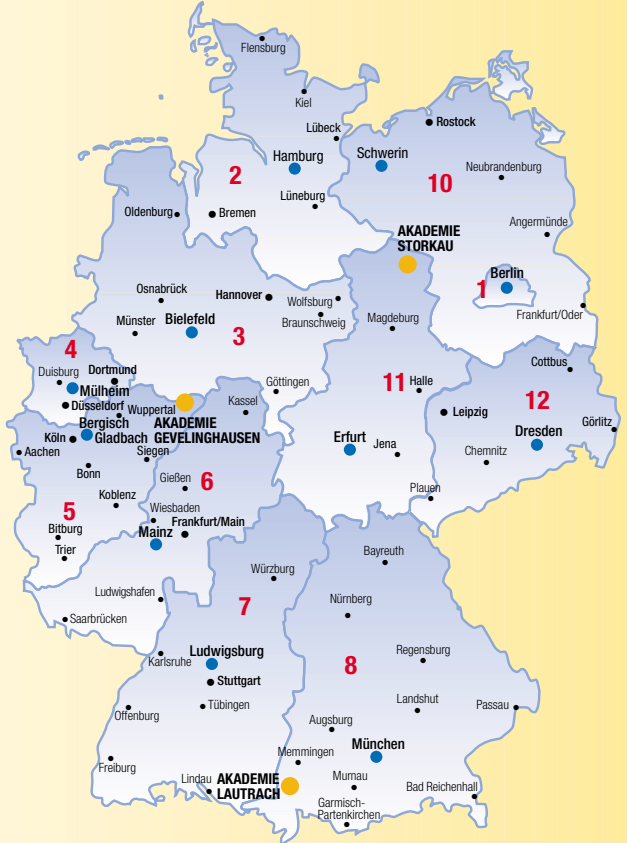 Flensburg
Kiel
Lübeck
Hamburg
Schwerin
Rostock
Neubrandenburg
2
10
Lüneburg
Oldenburg
Bremen
Angermünde
AKADEMIE
STORKAU
Berlin
1
Osnabrück
Hannover
Wolfsburg
Frankfurt/Oder
Münster
Bielefeld
Braunschweig
Magdeburg
3
4
Duisburg
Dortmund
Mülheim
Düsseldorf
Wuppertal
Göttingen
Kassel
11
Halle
Cottbus
12
Leipzig
Görlitz
Bergisch
Gladbach
AKADEMIE
GEVELINGHAUSEN
Köln
Aachen
Siegen
Erfurt
Jena
Dresden
Chemnitz
Bonn
Gießen
6
Plauen
Koblenz
5
Wiesbaden
Frankfurt/Main
Bitburg
Mainz
Trier
Bayreuth
Würzburg
Ludwigshafen
7
Nürnberg
Saarbrücken
Karlsruhe
Ludwigsburg
Regensburg
8
Stuttgart
Tübingen
Offenburg
Landshut
Passau
Augsburg
München
Memmingen
Freiburg
Lindau
AKADEMIE
LAUTRACH
Murnau
Bad Reichenhall
Garmisch-
Partenkirchen